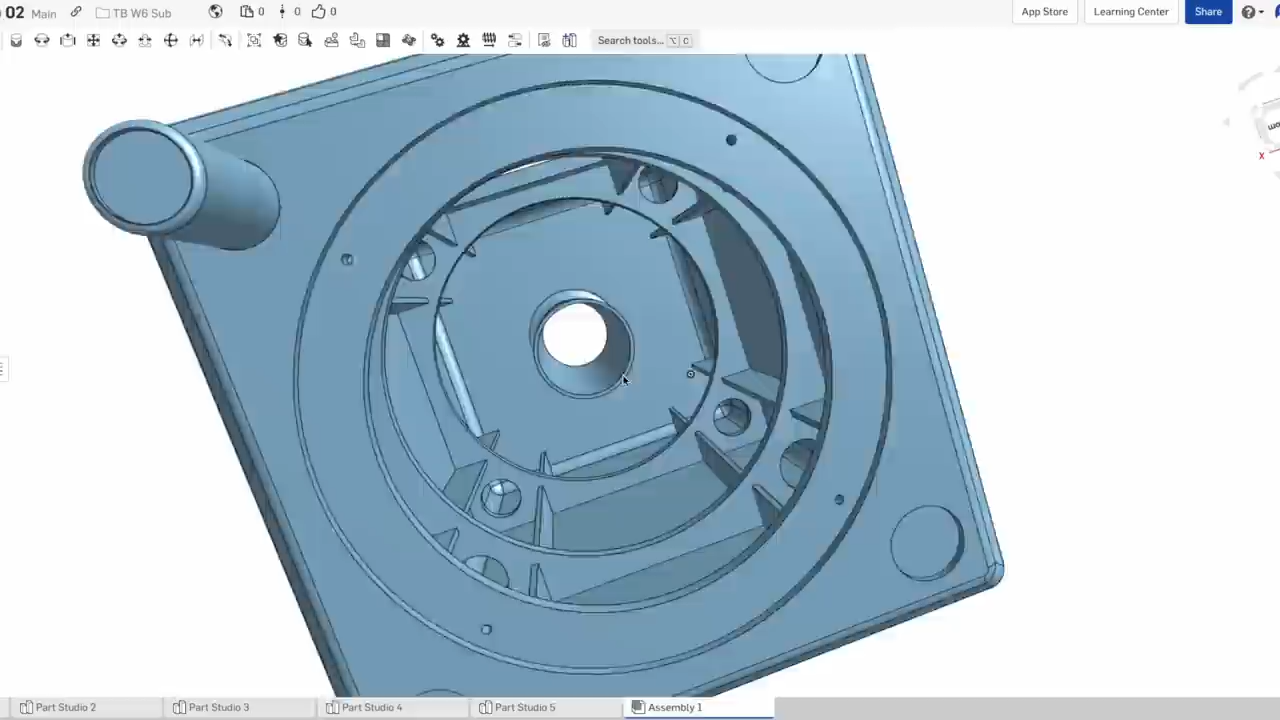 02 Main TB W6 Sub 0 0 0 App Store Learning Center Share
Search tools... ⌥ C
X
Part Studio 2 Part Studio 3 Part Studio 4 Part Studio 5 Assembly 1